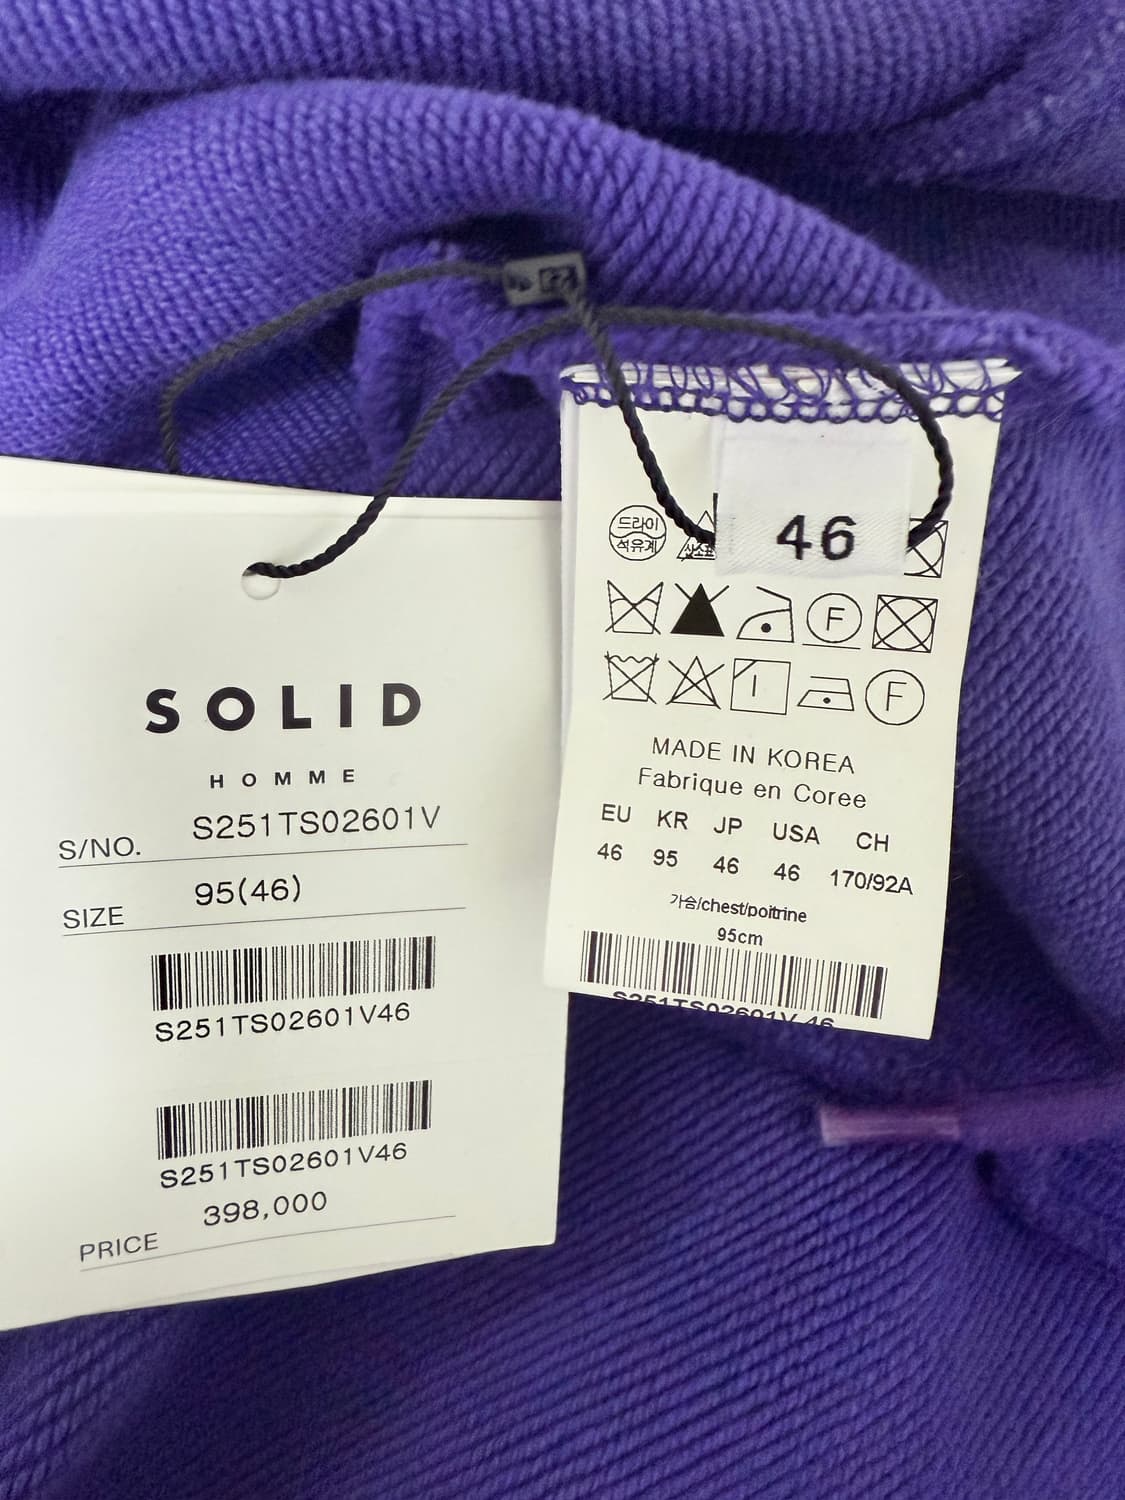 SOLID
HOMME
S/NO. S251TS02601V
SIZE 95(46)
S251TS02601V46
S251TS02601V46
PRICE 398,000
46
드라이
석유계
F
F
MADE IN KOREA
Fabrique en Coree
EU KR JP USA CH
46 95 46 46 170/92A
가슴/chest/poitrine
95cm
S251TS02601V 46